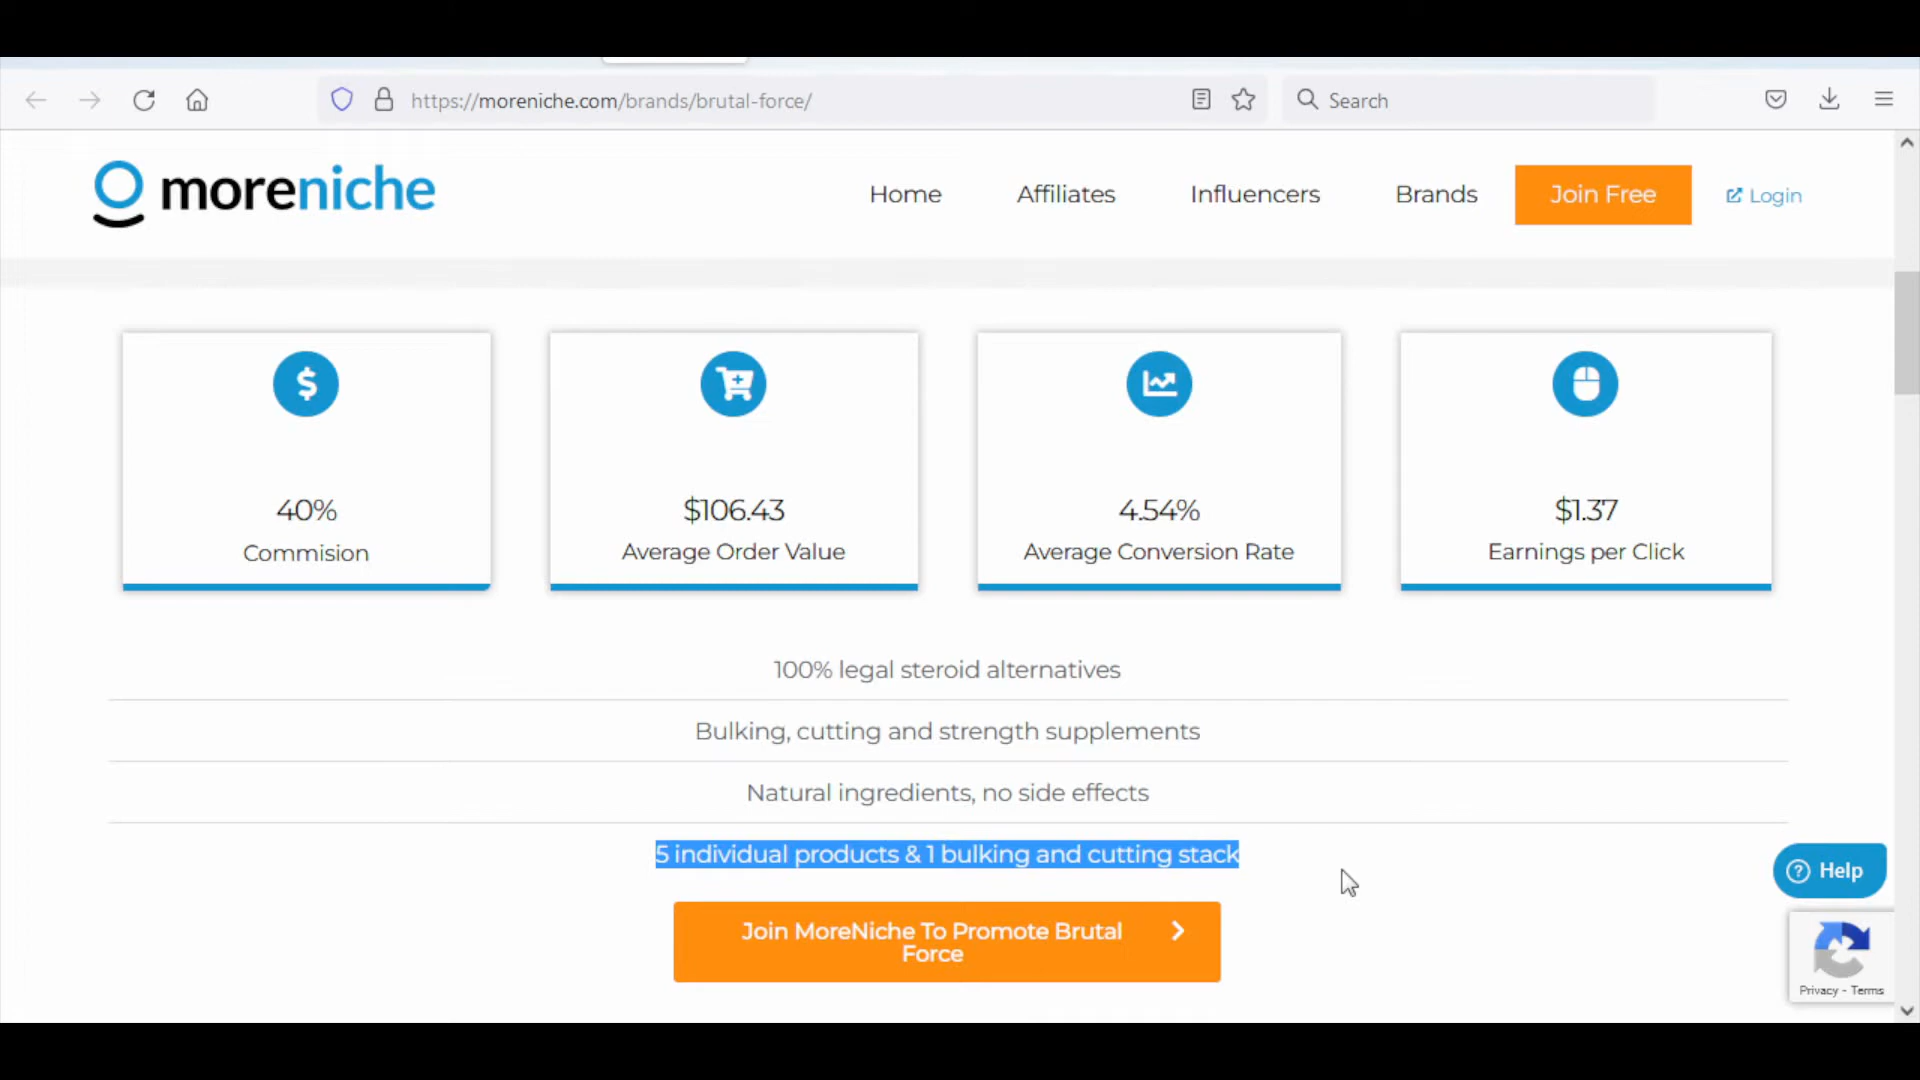 https://moreniche.com/brands/brutal-force/
Search
moreniche
Home
Affiliates
Influencers
Brands
Join Free
Login
40%
Commision
$106.43
Average Order Value
4.54%
Average Conversion Rate
$1.37
Earnings per Click
100% legal steroid alternatives
Bulking, cutting and strength supplements
Natural ingredients, no side effects
5 individual products & 1 bulking and cutting stack
Join MoreNiche To Promote Brutal
Force
Help
Privacy - Terms